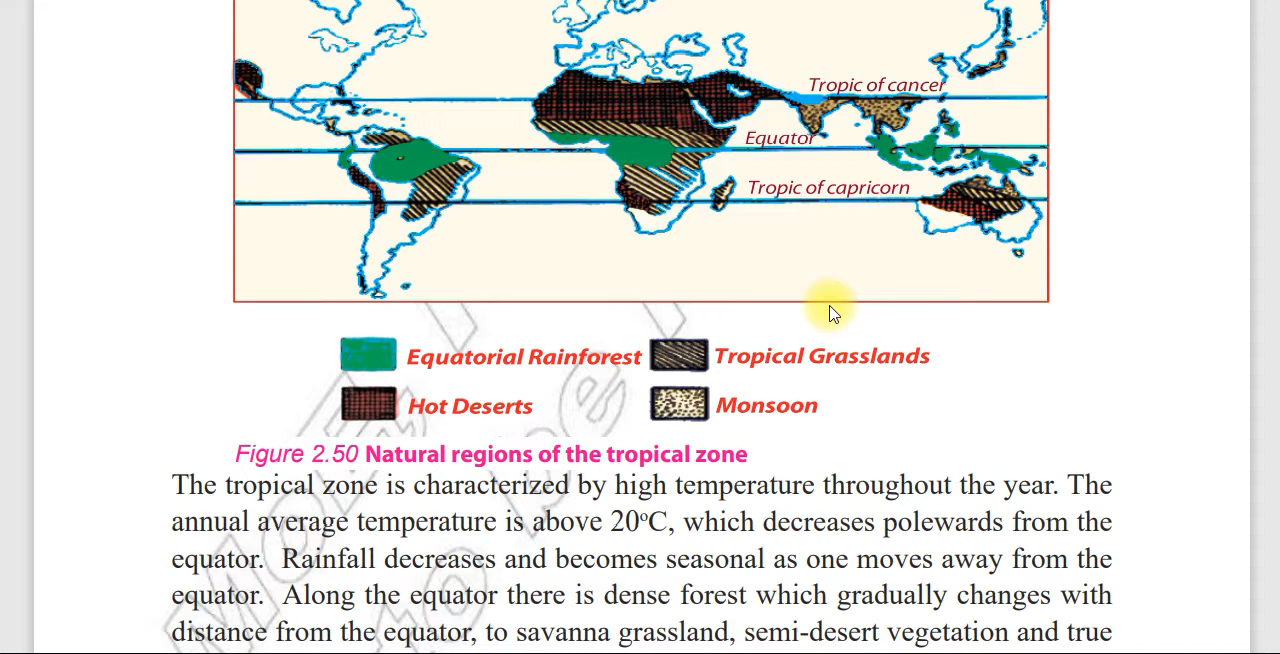 Tropic of cancer
Equator
Tropic of capricorn
Equatorial Rainforest Tropical Grasslands
Hot Deserts Monsoon
Figure 2.50 Natural regions of the tropical zone
The tropical zone is characterized by high temperature throughout the year. The
annual average temperature is above 20°C, which decreases polewards from the
equator. Rainfall decreases and becomes seasonal as one moves away from the
equator. Along the equator there is dense forest which gradually changes with
distance from the equator, to savanna grassland, semi-desert vegetation and true